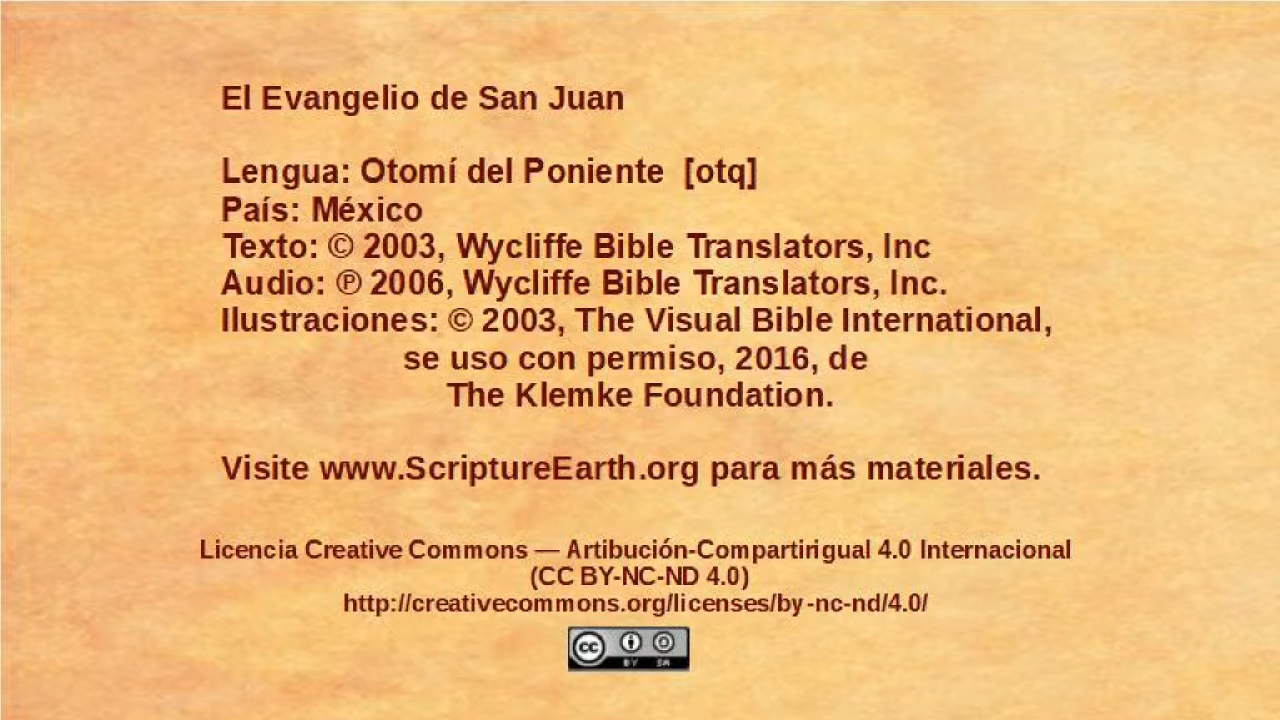 El Evangelio de San Juan
Lengua: Otomí del Poniente [otq]
País: México
Texto: © 2003, Wycliffe Bible Translators, Inc
Audio: ℗ 2006, Wycliffe Bible Translators, Inc.
Ilustraciones: © 2003, The Visual Bible International,
se uso con permiso, 2016, de
The Klemke Foundation.
Visite www.ScriptureEarth.org para más materiales.
Licencia Creative Commons — Artibución-Compartirigual 4.0 Internacional
(CC BY-NC-ND 4.0)
http://creativecommons.org/licenses/by-nc-nd/4.0/
cc BY SA